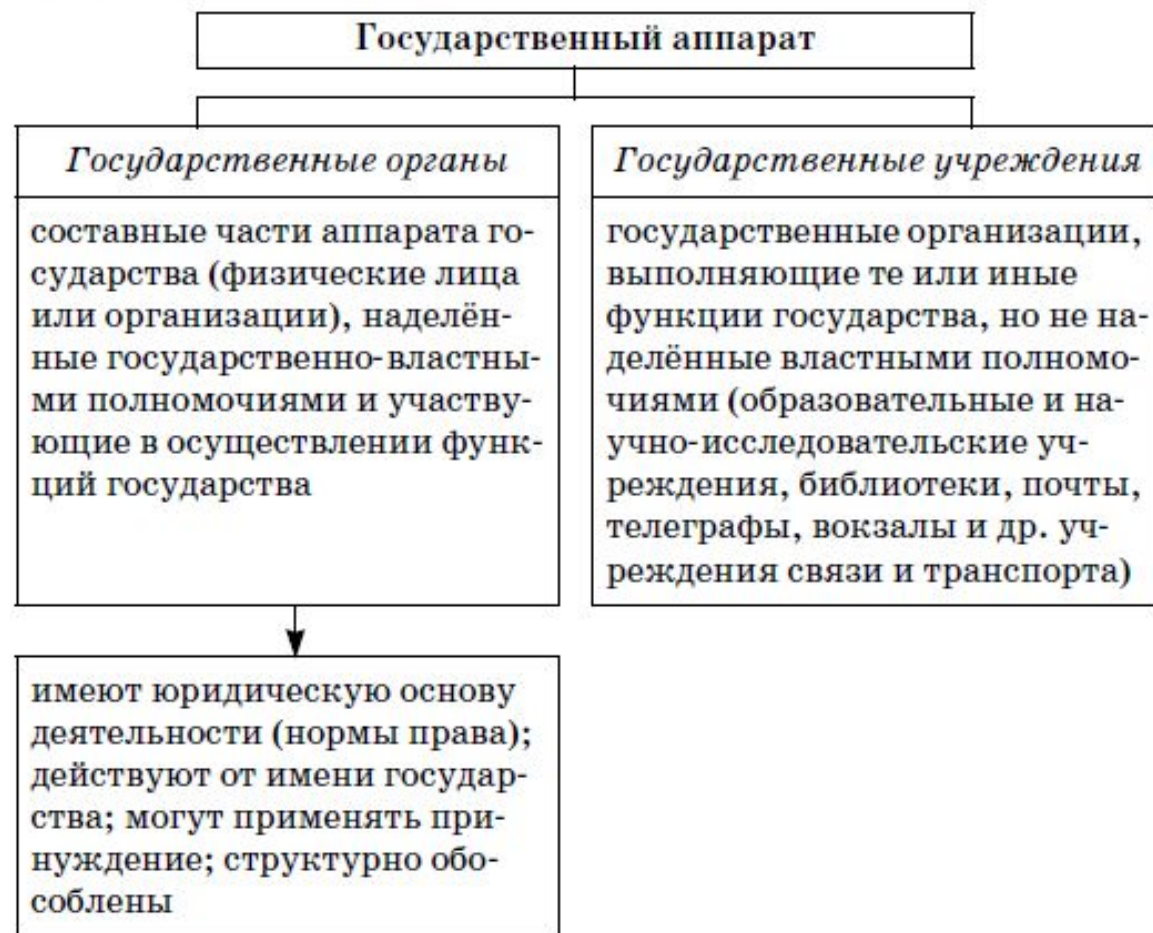 Государственный аппарат
Государственные органы
составные части аппарата го-
сударства (физические лица
или организации), наделён-
ные государственно-властны-
ми полномочиями и участву-
ющие в осуществлении функ-
ций государства
Государственные учреждения
государственные организации,
выполняющие те или иные
функции государства, но не на-
делённые властными полномо-
чиями (образовательные и на-
учно-исследовательские уч-
реждения, библиотеки, почты,
телеграфы, вокзалы и др. уч-
реждения связи и транспорта)
имеют юридическую основу
деятельности (нормы права);
действуют от имени государ-
ства; могут применять при-
нуждение; структурно обо-
соблены